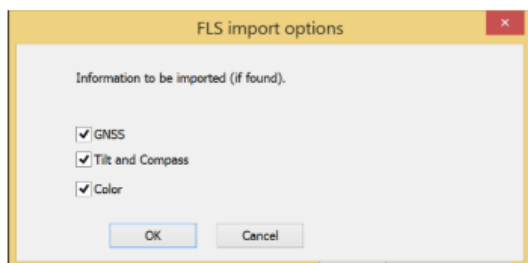 FLS import options
Information to be imported (if found).
GNSS
Tilt and Compass
Color
OK Cancel